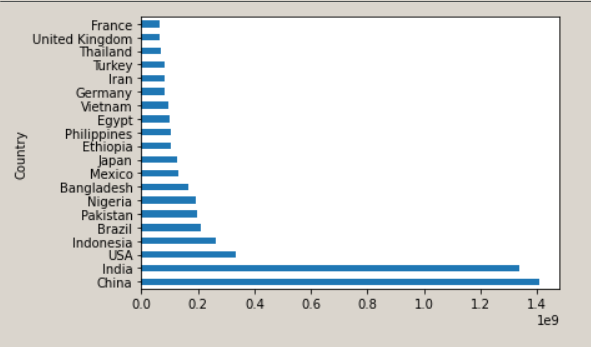 Country
France
United Kingdom
Thailand
Turkey
Iran
Germany
Vietnam
Egypt
Philippines
Ethiopia
Japan
Mexico
Bangladesh
Nigeria
Pakistan
Brazil
Indonesia
USA
India
China
0.0 0.2 0.4 0.6 0.8 1.0 1.2 1.4
1e9